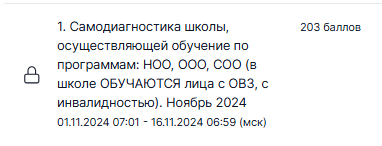 1. Самодиагностика школы,
203 баллов
осуществляющей обучение по
программам: НОО, ООО, СОО (в
школе ОБУЧАЮТСЯ лица с ОВЗ, с
инвалидностью). Ноябрь 2024
01.11.2024 07:01 - 16.11.2024 06:59 (мск)